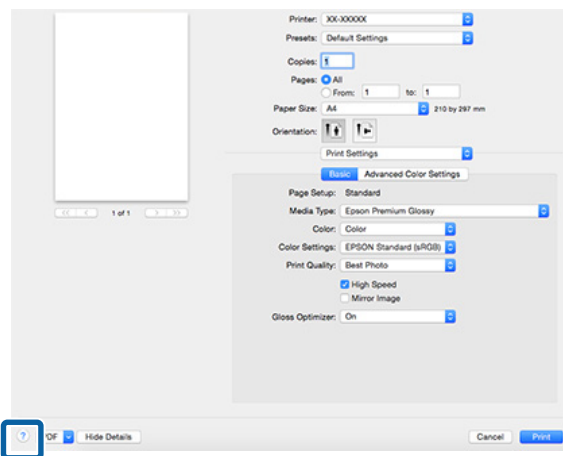 Printer: XX-XXXXX
Presets: Default Settings
Copies: 1
Pages: All
From: 1 to: 1
Paper Size: A4 210 by 297 mm
Orientation:
Print Settings
Basic Advanced Color Settings
Page Setup: Standard
Media Type: Epson Premium Glossy
Color: Color
Color Settings: EPSON Standard (sRGB)
Print Quality: Best Photo
High Speed
Mirror Image
Gloss Optimizer: On
<< < 1 of 1 > >>
? DF Hide Details Cancel Print